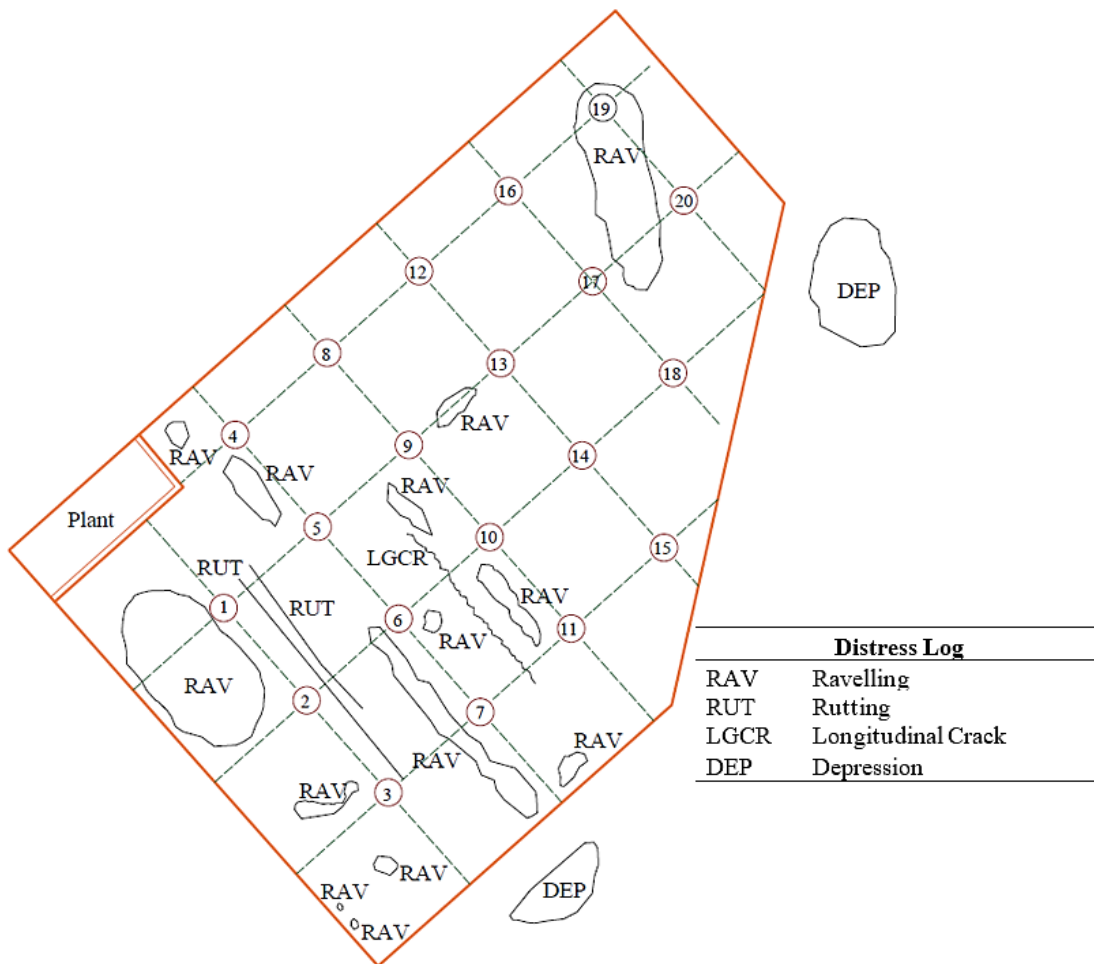 19
RAV
16
20
12
17
DEP
8
13
18
4
RAV
RAV
RAV
9
14
Plant
5
RAV
10
15
RUT
LGCR
RUT
RAV
1
6
RAV
11
RAV
2
7
Distress Log
RAV Ravelling
RUT Rutting
LGCR Longitudinal Crack
DEP Depression
RAV
RAV
RAV
3
RAV
RAV
RAV
DEP